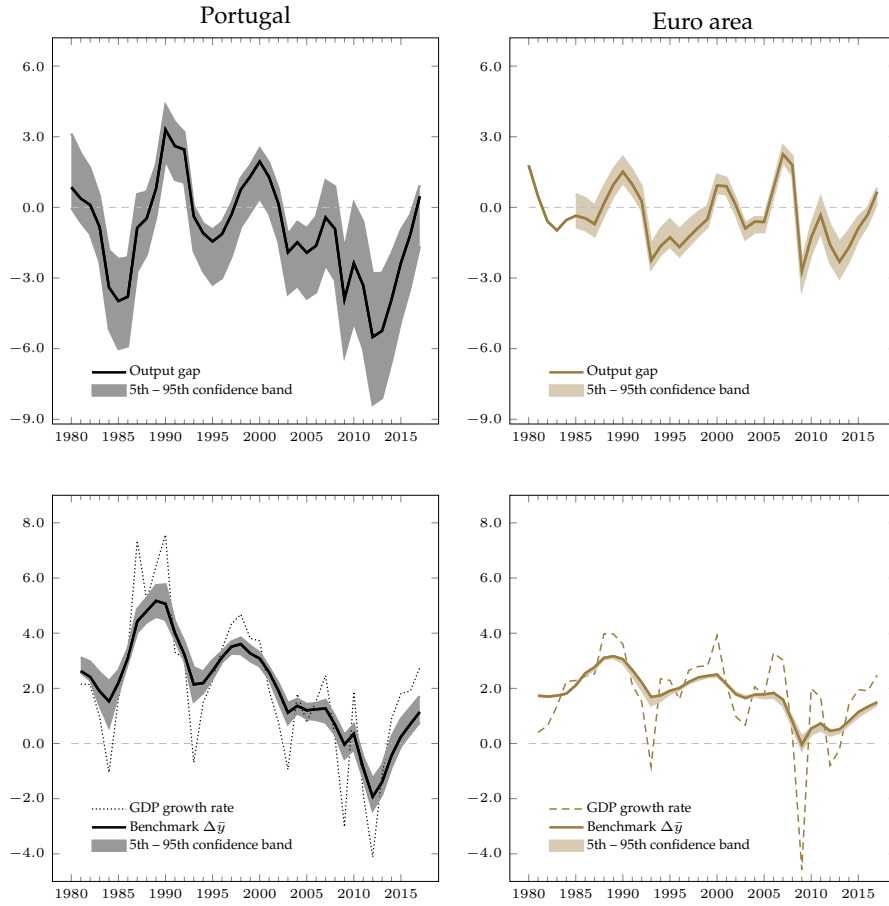 Portugal
6.0
3.0
0.0
−3.0
−6.0
−9.0
Output gap
5th – 95th confidence band
1980 1985 1990 1995 2000 2005 2010 2015
Euro area
6.0
3.0
0.0
−3.0
−6.0
−9.0
Output gap
5th – 95th confidence band
1980 1985 1990 1995 2000 2005 2010 2015
8.0
6.0
4.0
2.0
0.0
−2.0
−4.0
GDP growth rate
Benchmark Δȳ
5th – 95th confidence band
1980 1985 1990 1995 2000 2005 2010 2015
8.0
6.0
4.0
2.0
0.0
−2.0
−4.0
GDP growth rate
Benchmark Δȳ
5th – 95th confidence band
1980 1985 1990 1995 2000 2005 2010 2015